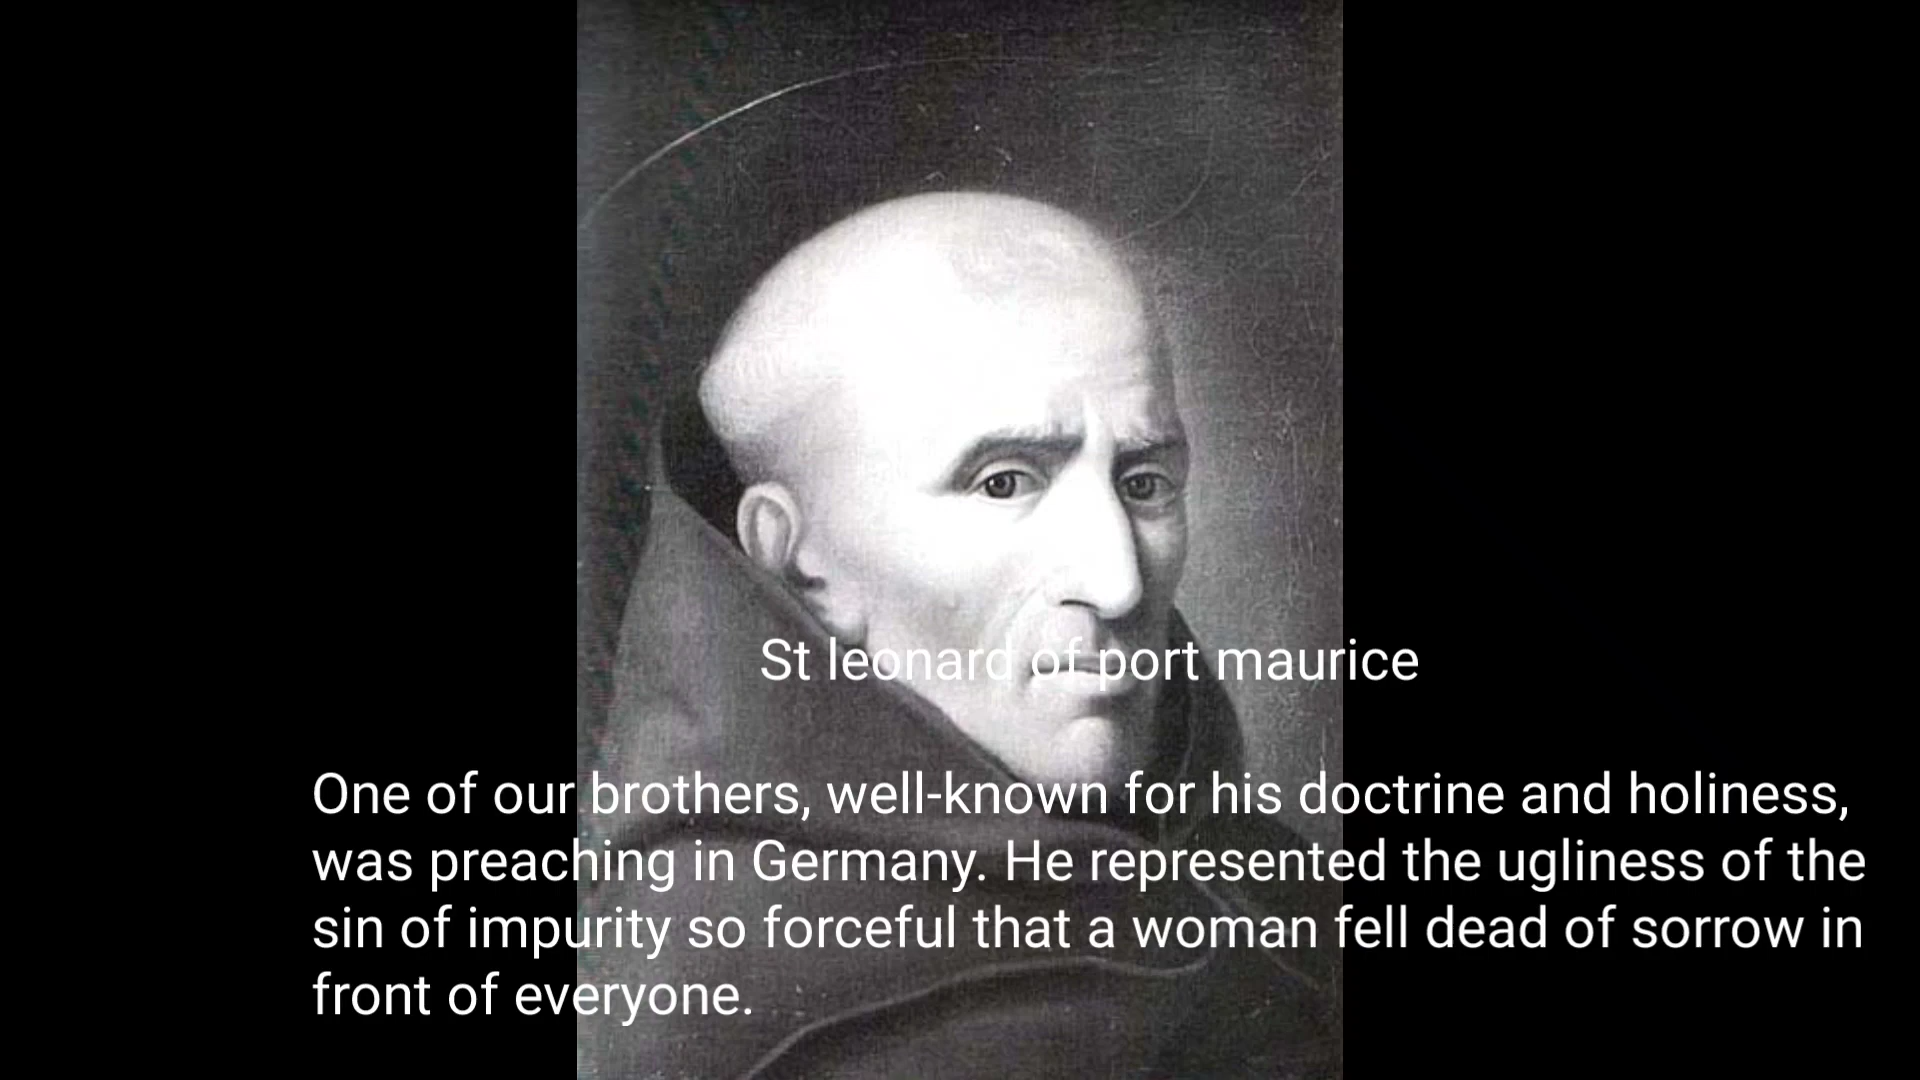 St leonard of port maurice
One of our brothers, well-known for his doctrine and holiness,
was preaching in Germany. He represented the ugliness of the
sin of impurity so forceful that a woman fell dead of sorrow in
front of everyone.